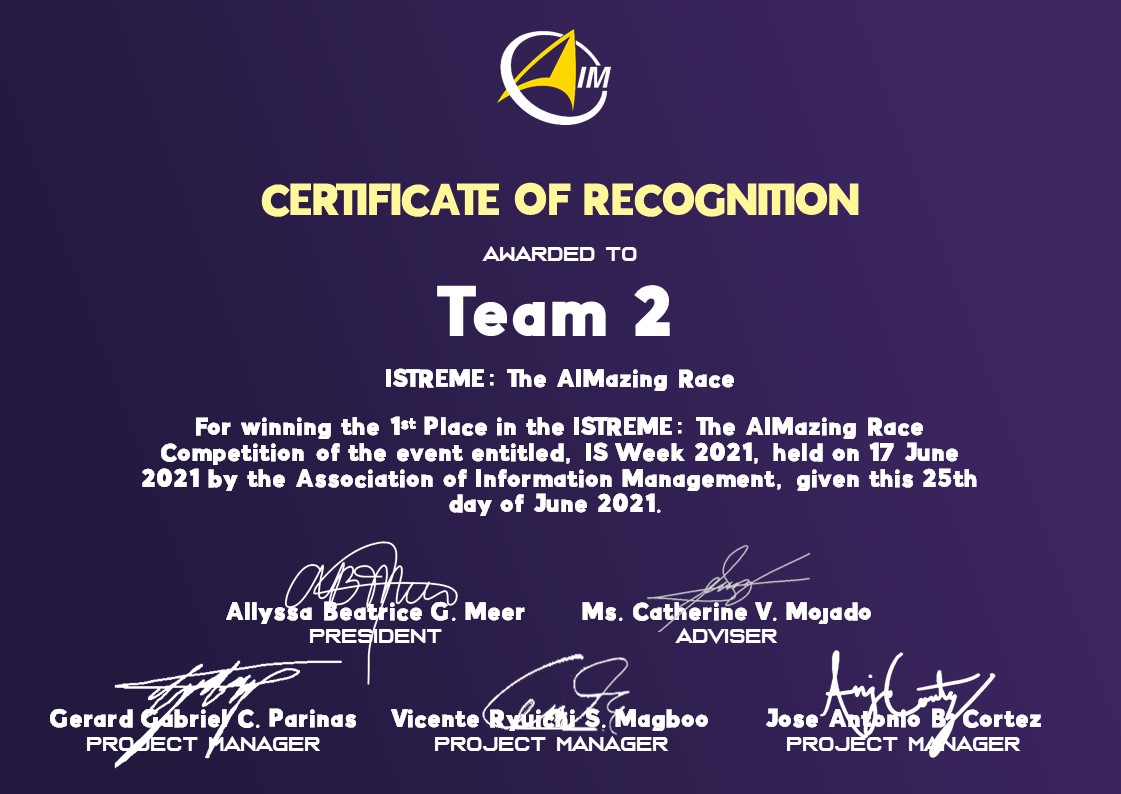 AIM
CERTIFICATE OF RECOGNITION
AWARDED TO
Team 2
ISTREME: The AIMazing Race
For winning the 1st Place in the ISTREME: The AIMazing Race
Competition of the event entitled, IS Week 2021, held on 17 June
2021 by the Association of Information Management, given this 25th
day of June 2021.
Allyssa Beatrice G. Meer
PRESIDENT
Ms. Catherine V. Mojado
ADVISER
Gerard Gabriel C. Parinas
PROJECT MANAGER
Vicente Ryuichi S. Magboo
PROJECT MANAGER
Jose Antonio B. Cortez
PROJECT MANAGER